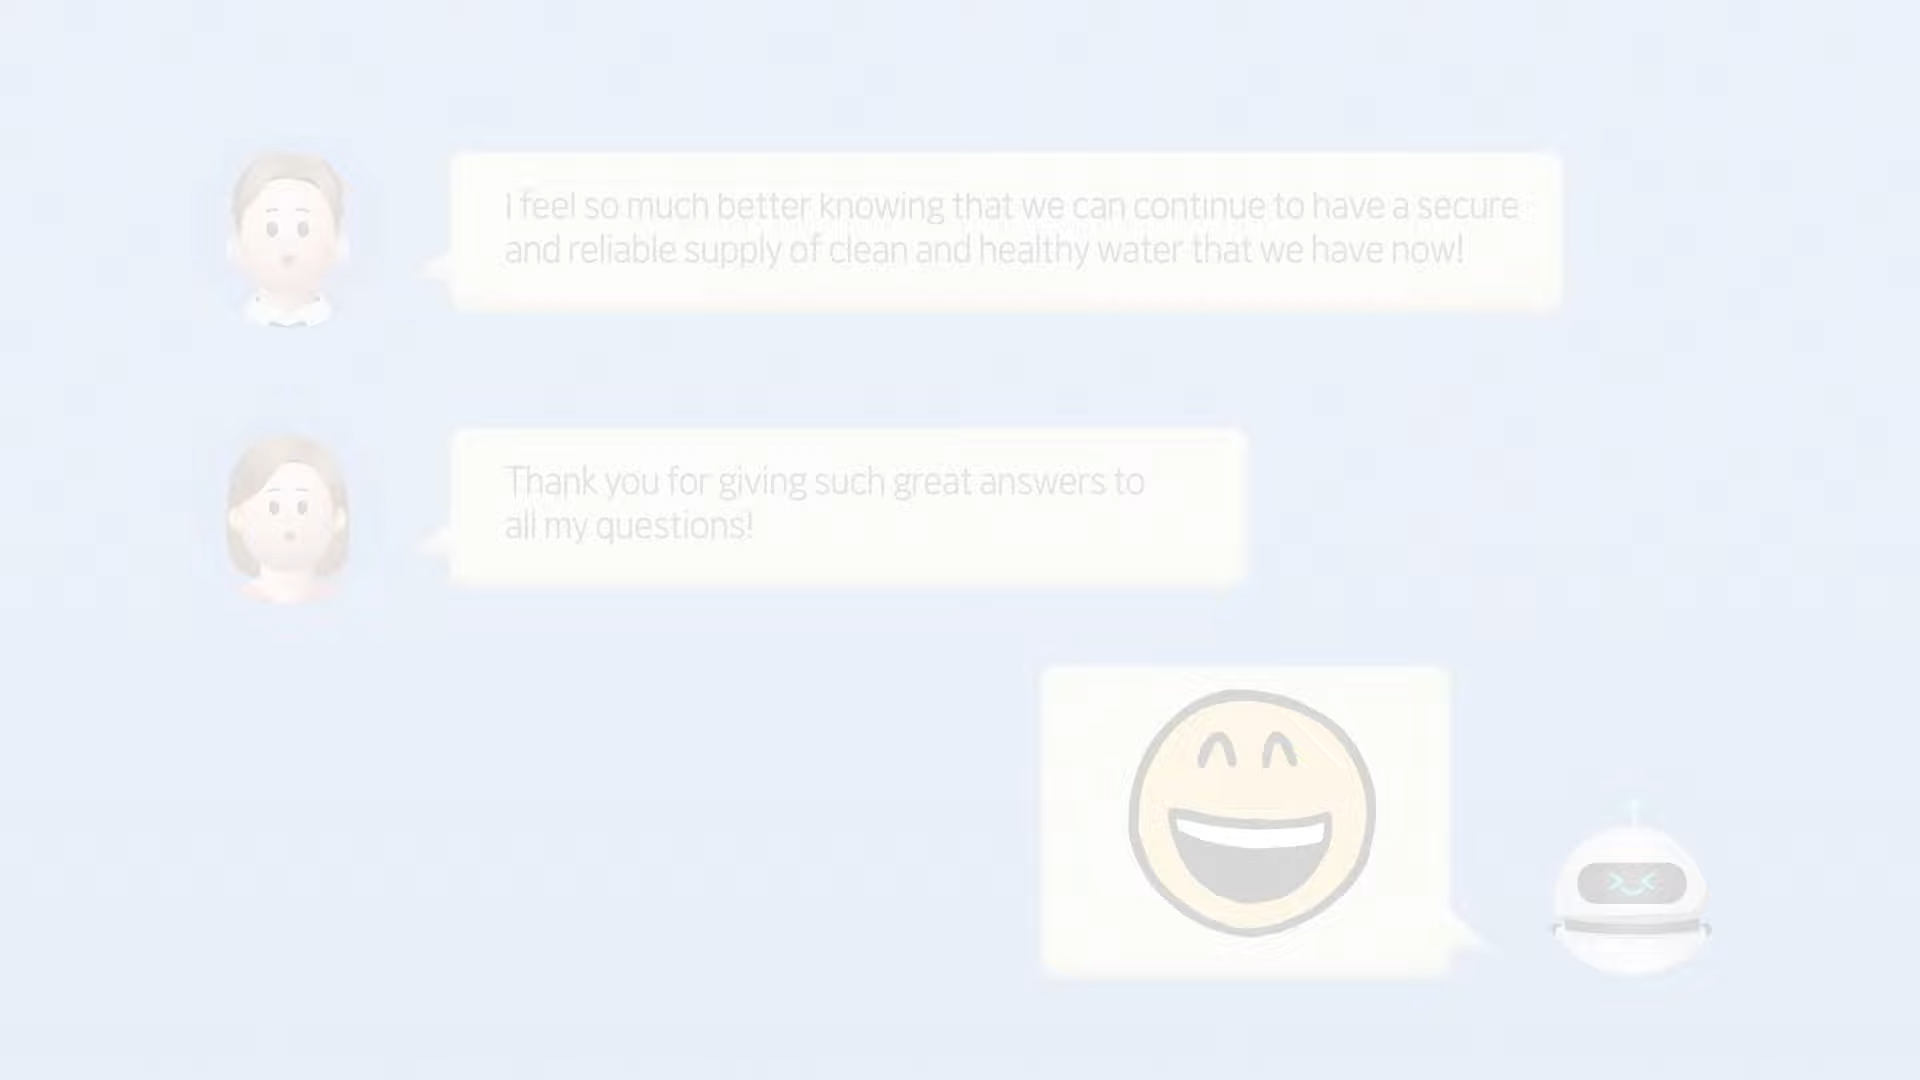 I feel so much better knowing that we can continue to have a secure
and reliable supply of clean and healthy water that we have now!
Thank you for giving such great answers to
all my questions!